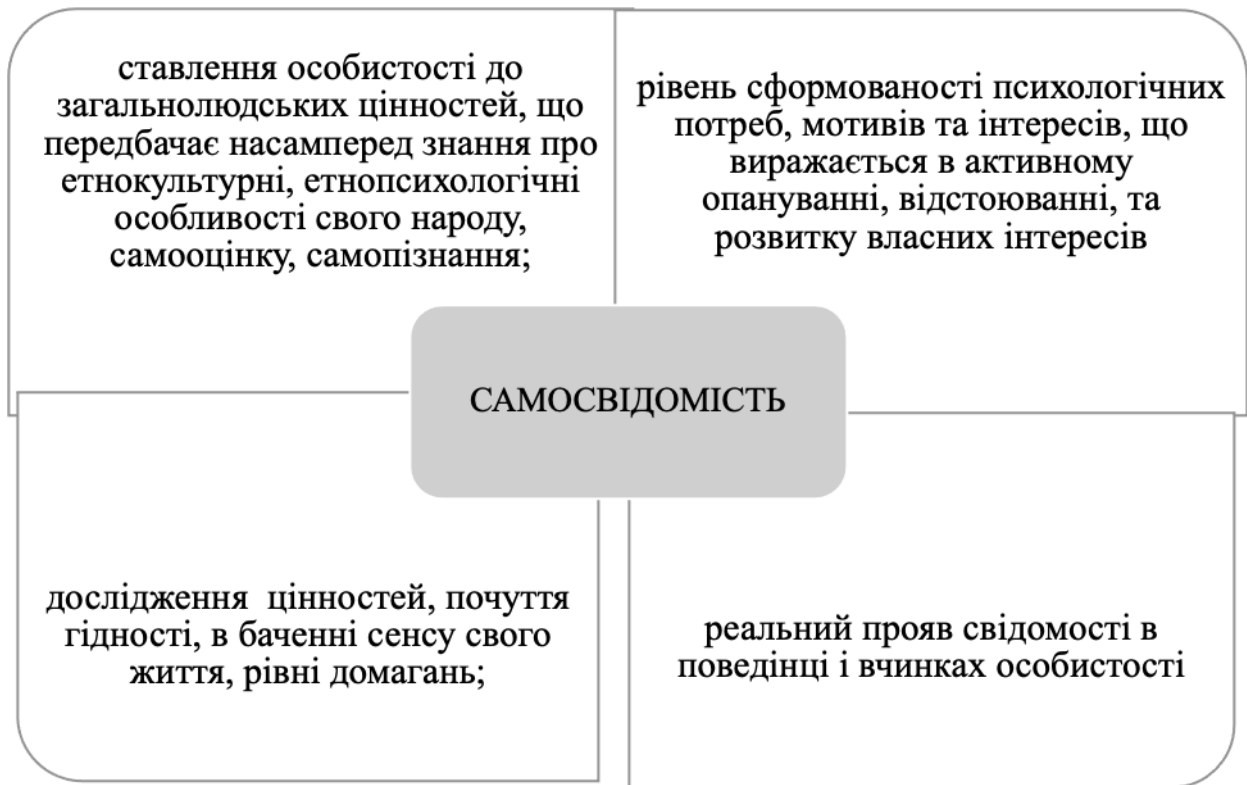 ставлення особистості до
загальнолюдських цінностей, що
передбачає насамперед знання про
етнокультурні, етнопсихологічні
особливості свого народу,
самооцінку, самопізнання;
рівень сформованості психологічних
потреб, мотивів та інтересів, що
виражається в активному
опануванні, відстоюванні, та
розвитку власних інтересів
САМОСВІДОМІСТЬ
дослідження  цінностей, почуття
гідності, в баченні сенсу свого
життя, рівні домагань;
реальний прояв свідомості в
поведінці і вчинках особистості